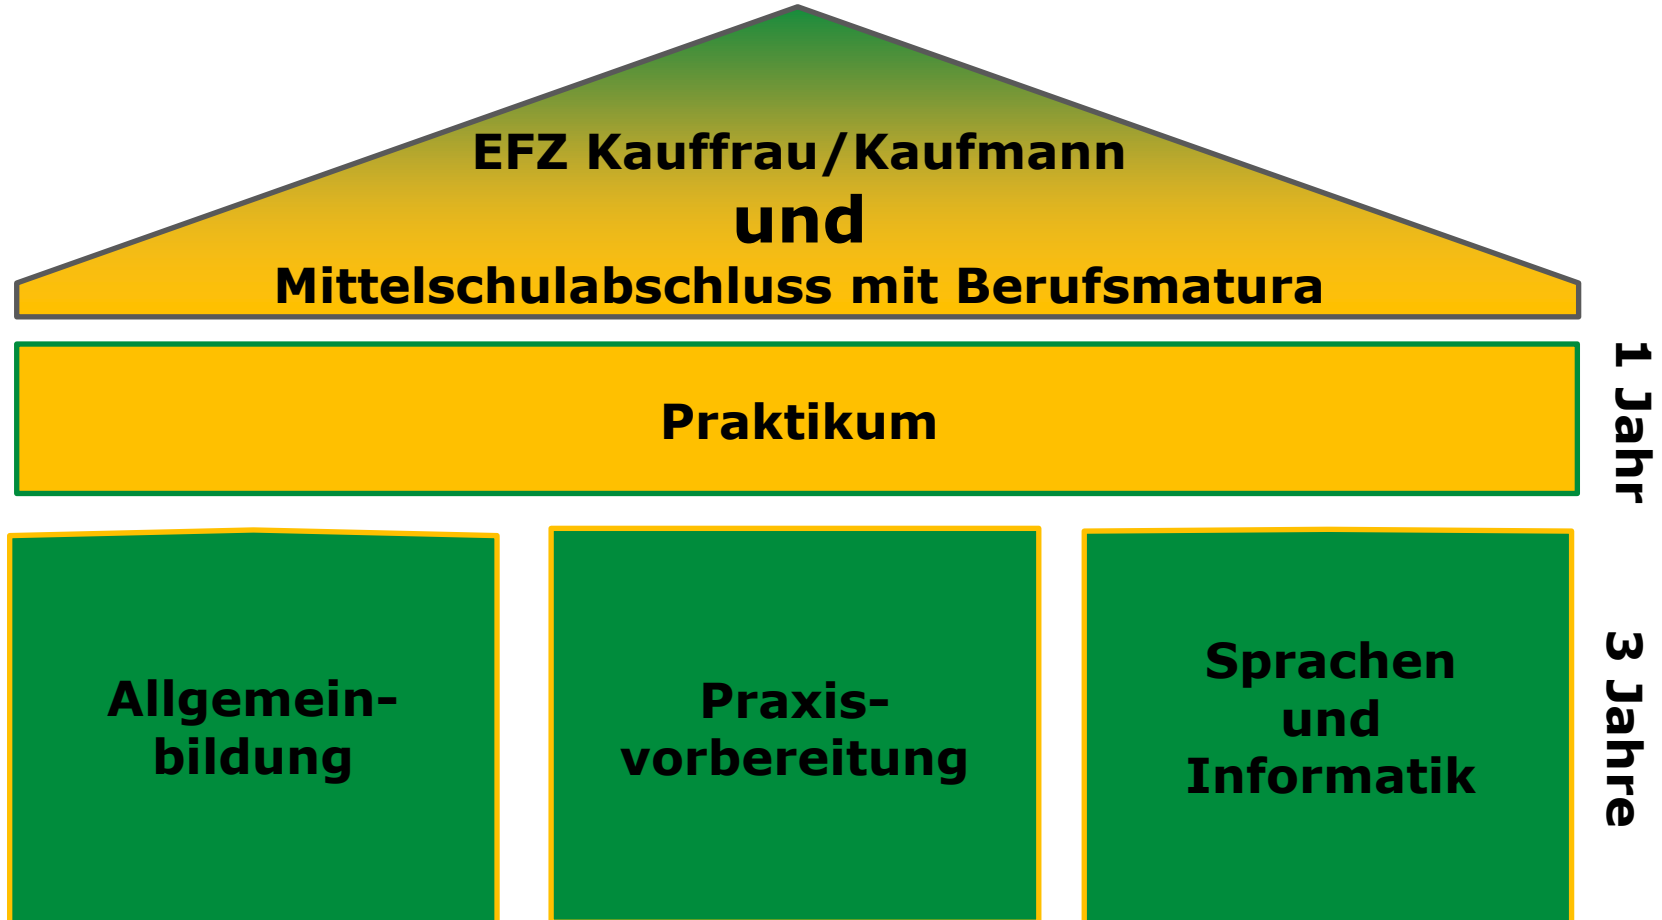 EFZ Kauffrau/Kaufmann
und
Mittelschulabschluss mit Berufsmatura
Praktikum
1 Jahr
Allgemein-
bildung
Praxis-
vorbereitung
Sprachen
und
Informatik
3 Jahre